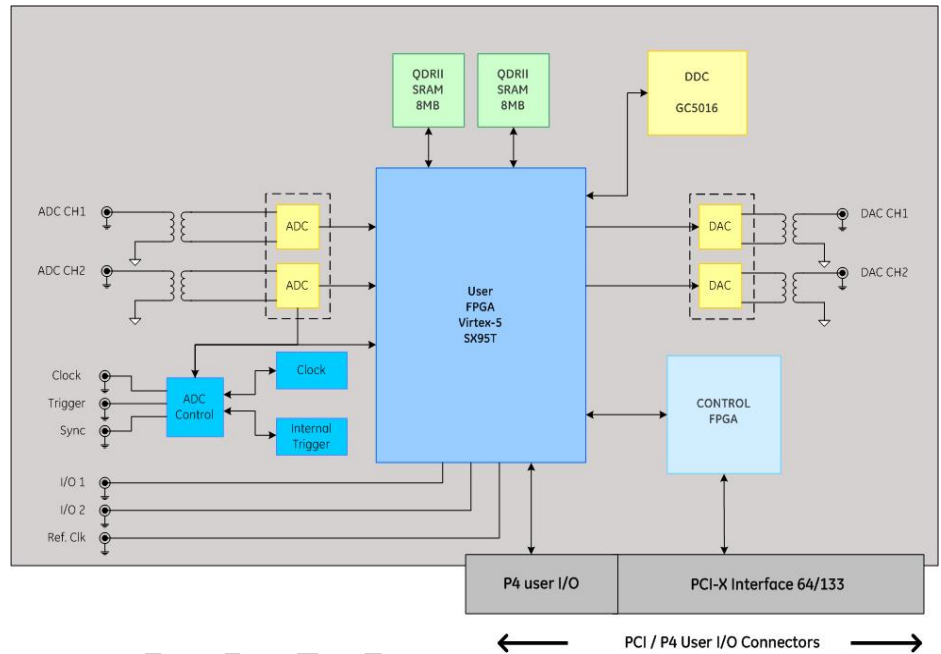 QDRII
SRAM
8MB
QDRII
SRAM
8MB
DDC
GC5016
ADC CH1
ADC
DAC
DAC CH1
ADC CH2
ADC
DAC
DAC CH2
User
FPGA
Virtex-5
SX95T
Clock
Trigger
Sync
ADC
Control
Clock
Internal
Trigger
CONTROL
FPGA
I/O 1
I/O 2
Ref. Clk
P4 user I/O
PCI-X Interface 64/133
PCI / P4 User I/O Connectors